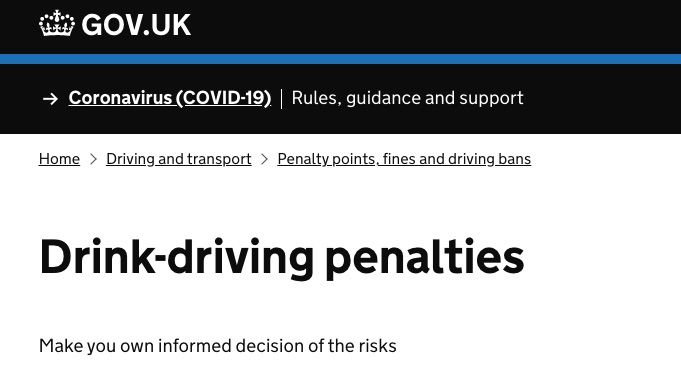 GOV.UK
→ Coronavirus (COVID-19) | Rules, guidance and support
Home > Driving and transport > Penalty points, fines and driving bans
Drink-driving penalties
Make you own informed decision of the risks